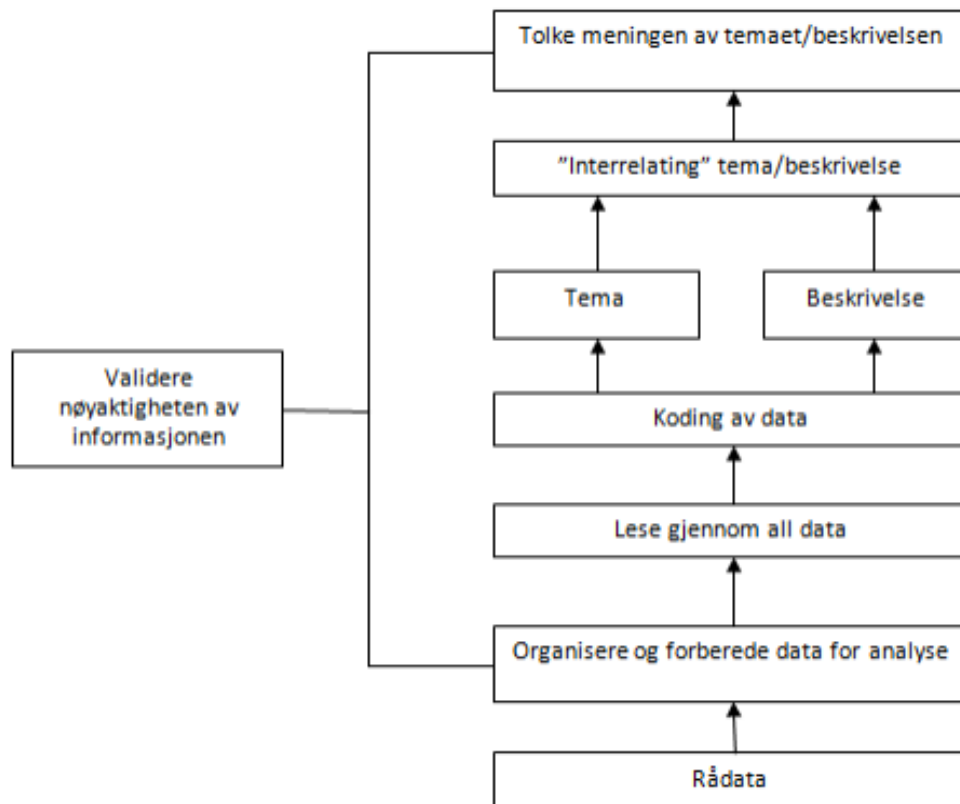 Tolke meningen av temaet/beskrivelsen
”Interrelating” tema/beskrivelse
Tema
Beskrivelse
Validere
nøyaktigheten av
informasjonen
Koding av data
Lese gjennom all data
Organisere og forberede data for analyse
Rådata